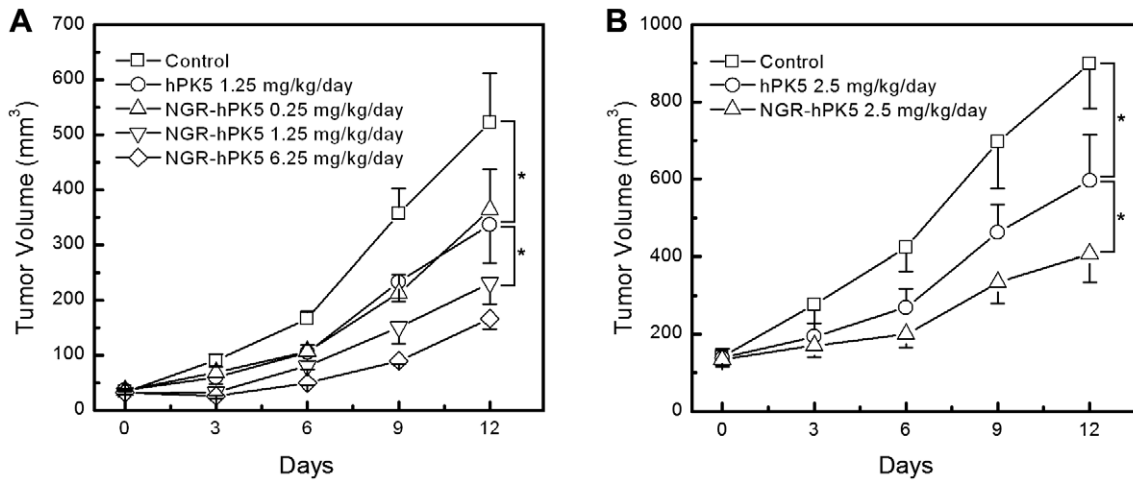 A
700
600
500
400
300
200
100
0
Tumor Volume (mm³)
Control
hPK5 1.25 mg/kg/day
NGR-hPK5 0.25 mg/kg/day
NGR-hPK5 1.25 mg/kg/day
NGR-hPK5 6.25 mg/kg/day
*
*
0 3 6 9 12
Days
B
1000
800
600
400
200
0
Tumor Volume (mm³)
Control
hPK5 2.5 mg/kg/day
NGR-hPK5 2.5 mg/kg/day
*
*
0 3 6 9 12
Days